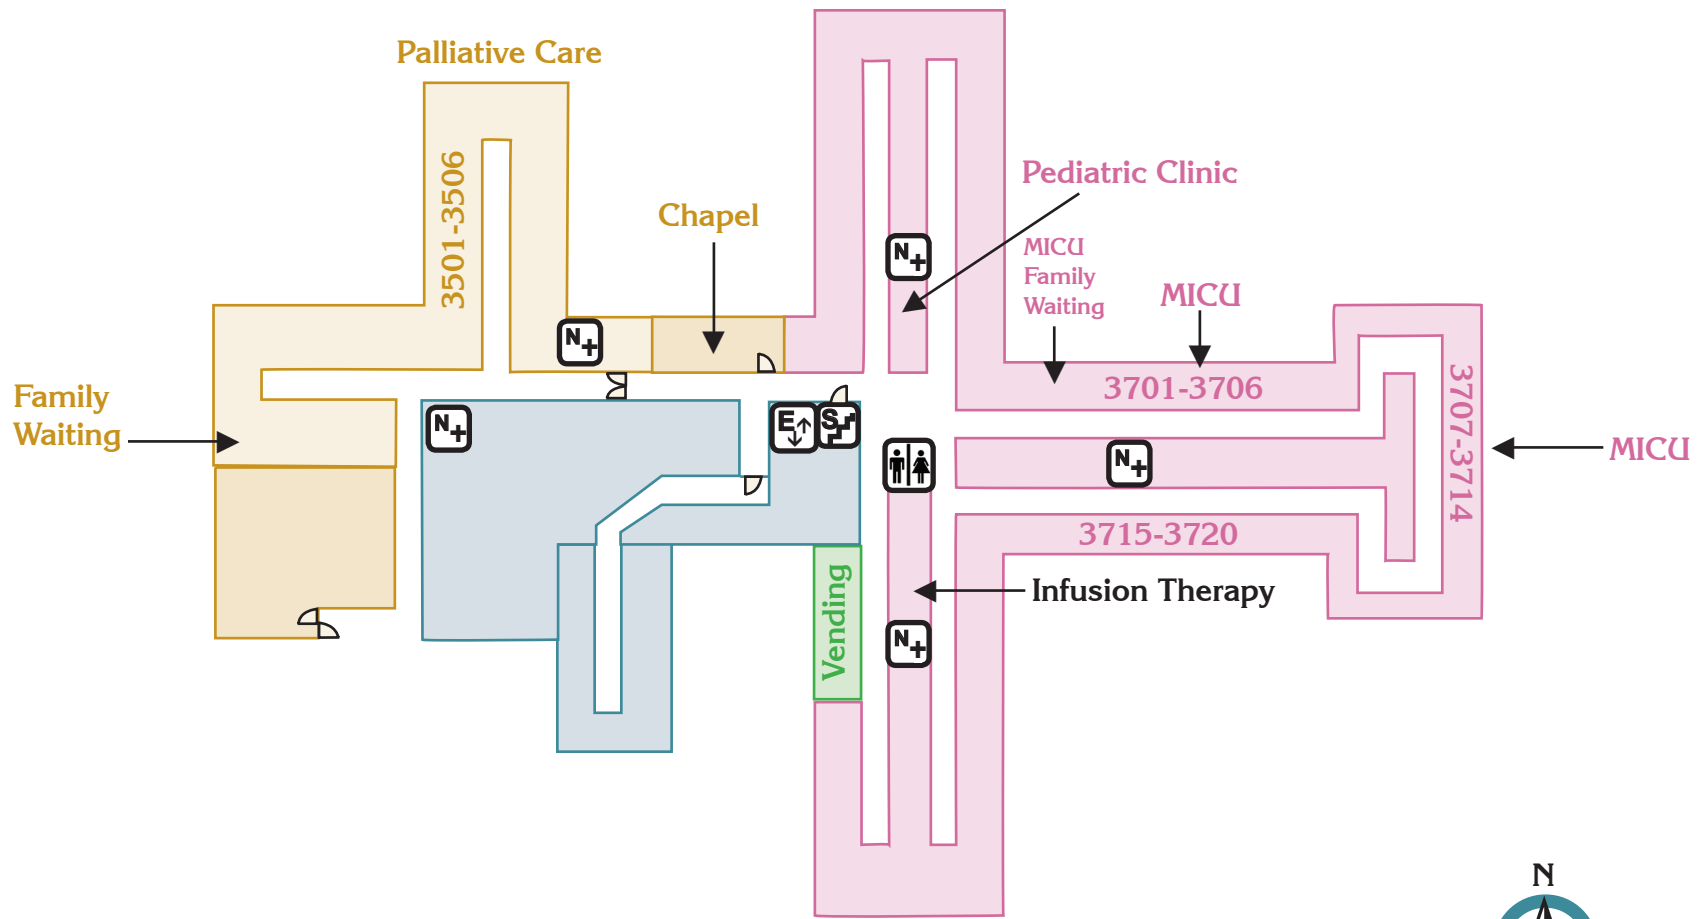 Palliative Care
3501-3506
Chapel
Pediatric Clinic
MICU
Family
Waiting
MICU
N+
N+
3701-3706
3707-3714
Family
Waiting
N+
E
S
N+
MICU
3715-3720
Vending
Infusion Therapy
N+
N